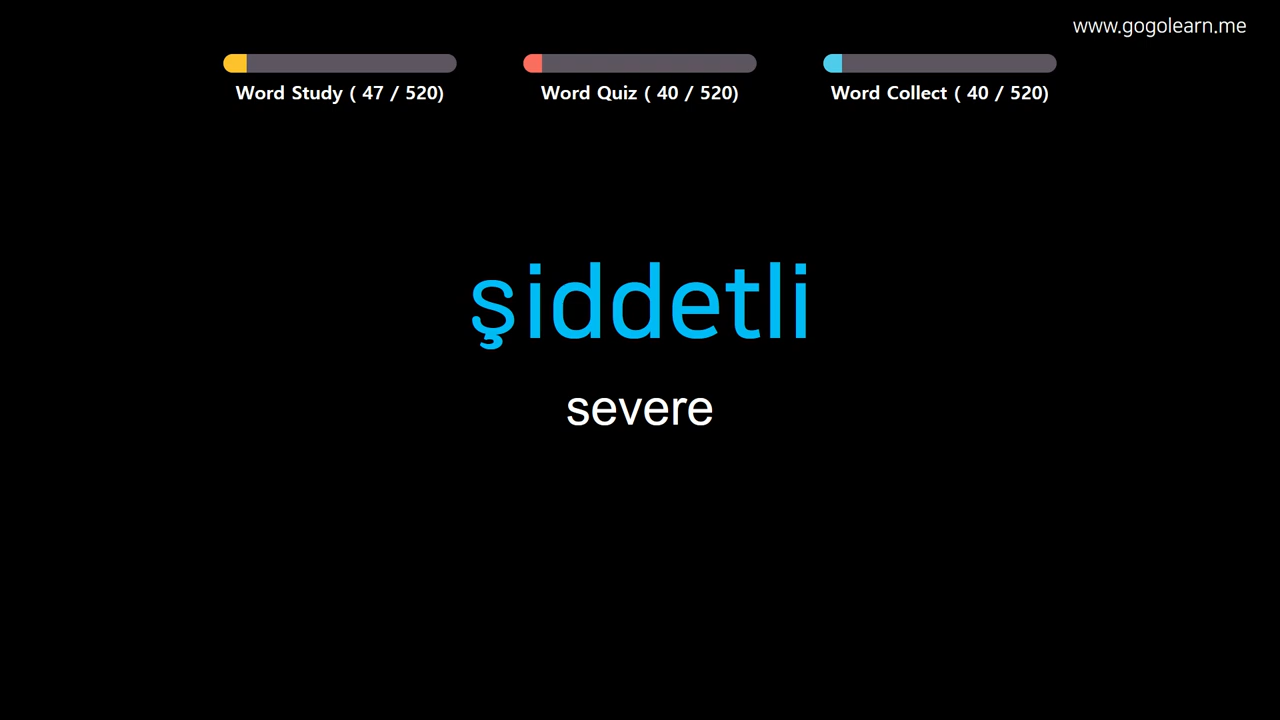 www.gogolearn.me
Word Study ( 47 / 520)
Word Quiz ( 40 / 520)
Word Collect ( 40 / 520)
şiddetli
severe